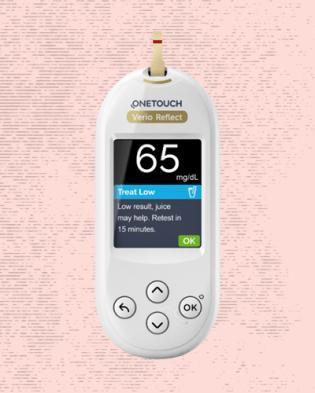 ONETOUCH
Verio Reflect
65
mg/dL
Treat Low
Low result, juice
may help. Retest in
15 minutes.
OK
OK